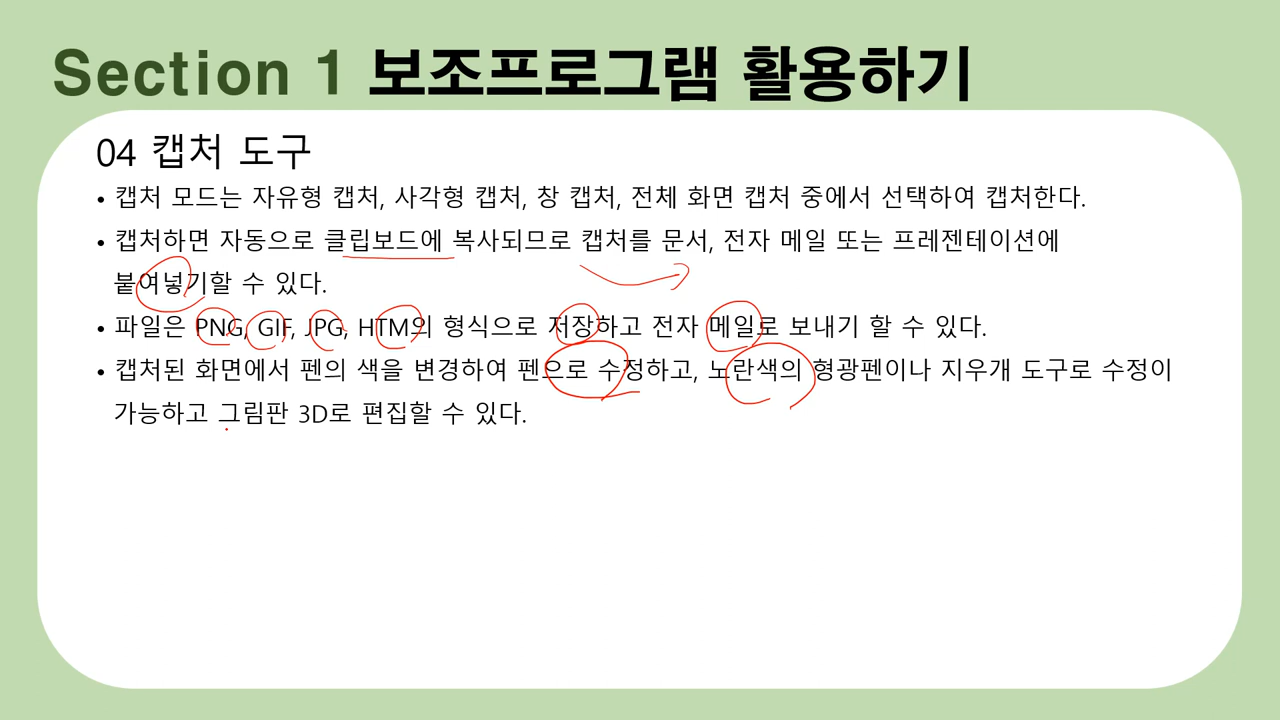 Section 1 보조프로그램 활용하기
04 캡처 도구
• 캡처 모드는 자유형 캡처, 사각형 캡처, 창 캡처, 전체 화면 캡처 중에서 선택하여 캡처한다.
• 캡처하면 자동으로 클립보드에 복사되므로 캡처를 문서, 전자 메일 또는 프레젠테이션에
붙여넣기할 수 있다.
• 파일은 PNG, GIF, JPG, HTM의 형식으로 저장하고 전자 메일로 보내기 할 수 있다.
• 캡처된 화면에서 펜의 색을 변경하여 펜으로 수정하고, 노란색의 형광펜이나 지우개 도구로 수정이
가능하고 그림판 3D로 편집할 수 있다.